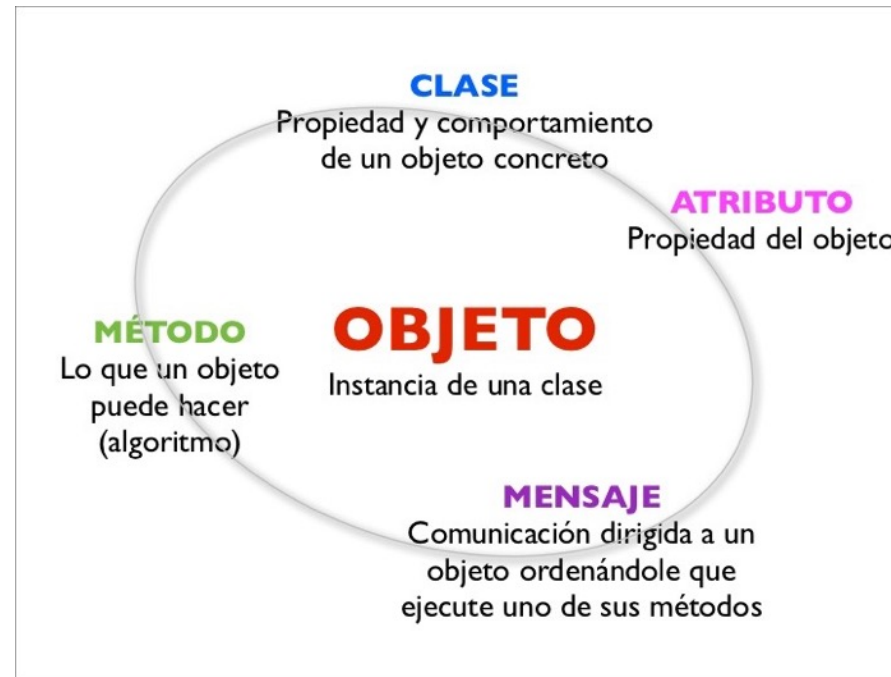 CLASE
Propiedad y comportamiento
de un objeto concreto
ATRIBUTO
Propiedad del objeto
OBJETO
Instancia de una clase
MÉTODO
Lo que un objeto
puede hacer
(algoritmo)
MENSAJE
Comunicación dirigida a un
objeto ordenándole que
ejecute uno de sus métodos